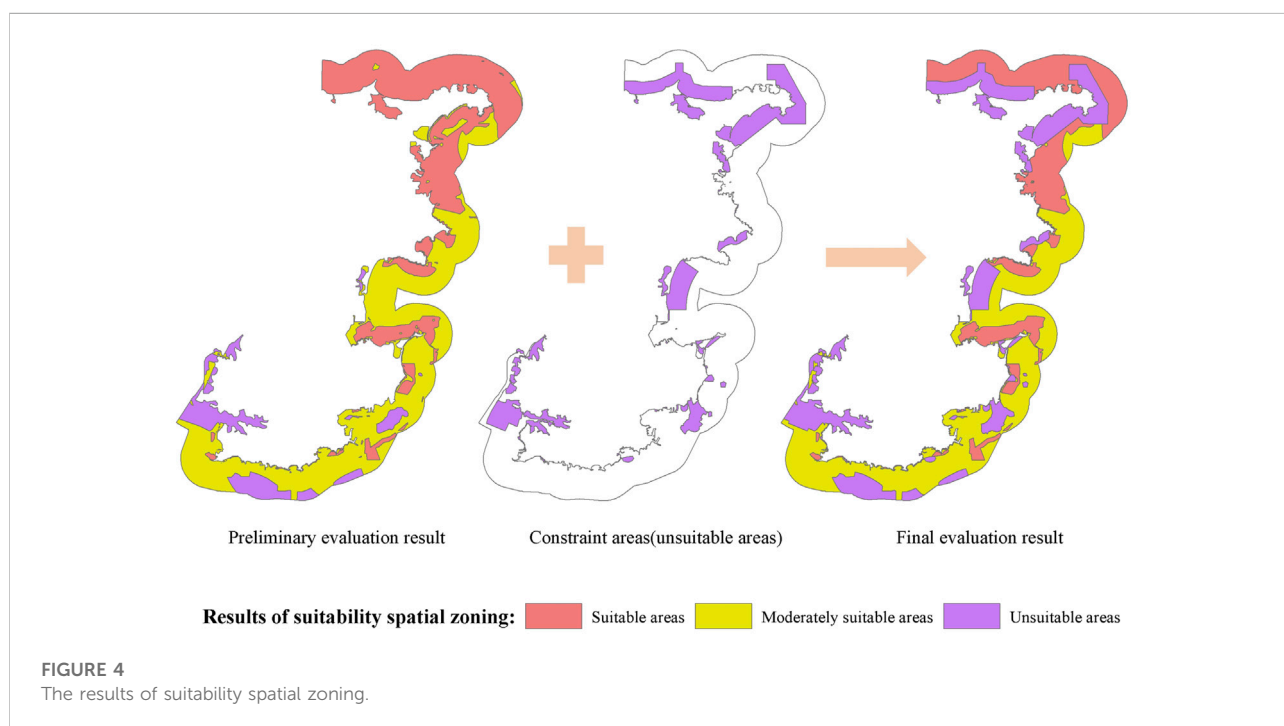 Preliminary evaluation result
Constraint areas(unsuitable areas)
Final evaluation result
Results of suitability spatial zoning:
Suitable areas
Moderately suitable areas
Unsuitable areas
FIGURE 4
The results of suitability spatial zoning.